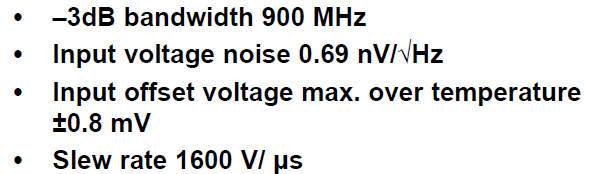 • –3dB bandwidth 900 MHz
• Input voltage noise 0.69 nV/√Hz
• Input offset voltage max. over temperature
±0.8 mV
• Slew rate 1600 V/ µs